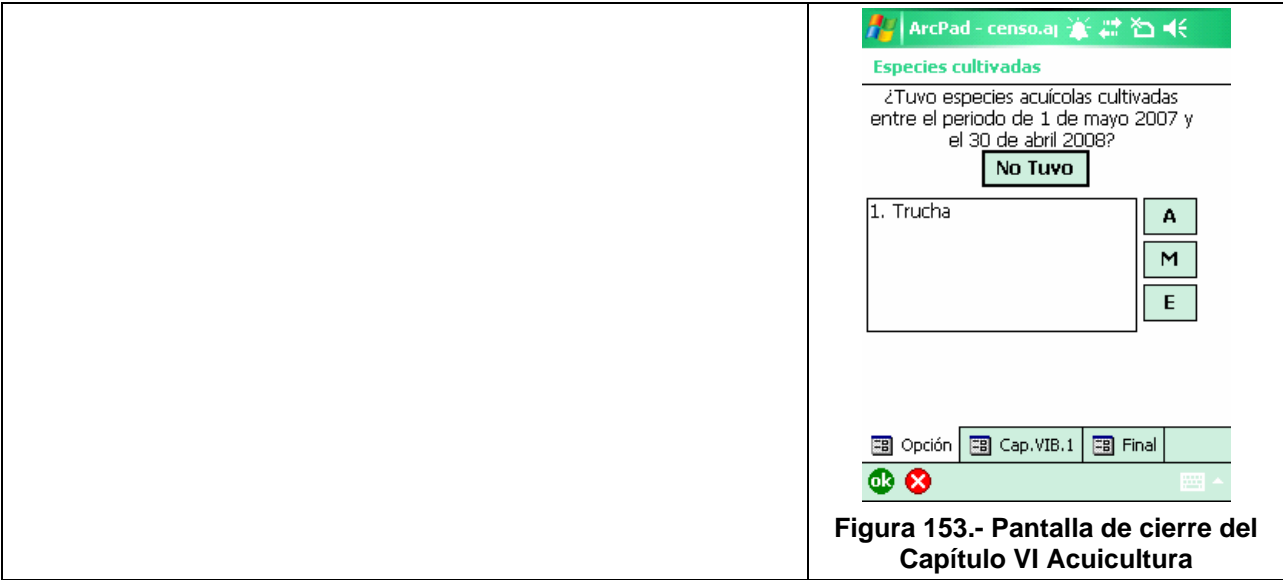 ArcPad - censo.a
Especies cultivadas
¿Tuvo especies acuícolas cultivadas
entre el periodo de 1 de mayo 2007 y
el 30 de abril 2008?
No Tuvo
1. Trucha
A
M
E
Opción Cap.VIB.1 Final
ok
Figura 153.- Pantalla de cierre del
Capítulo VI Acuicultura